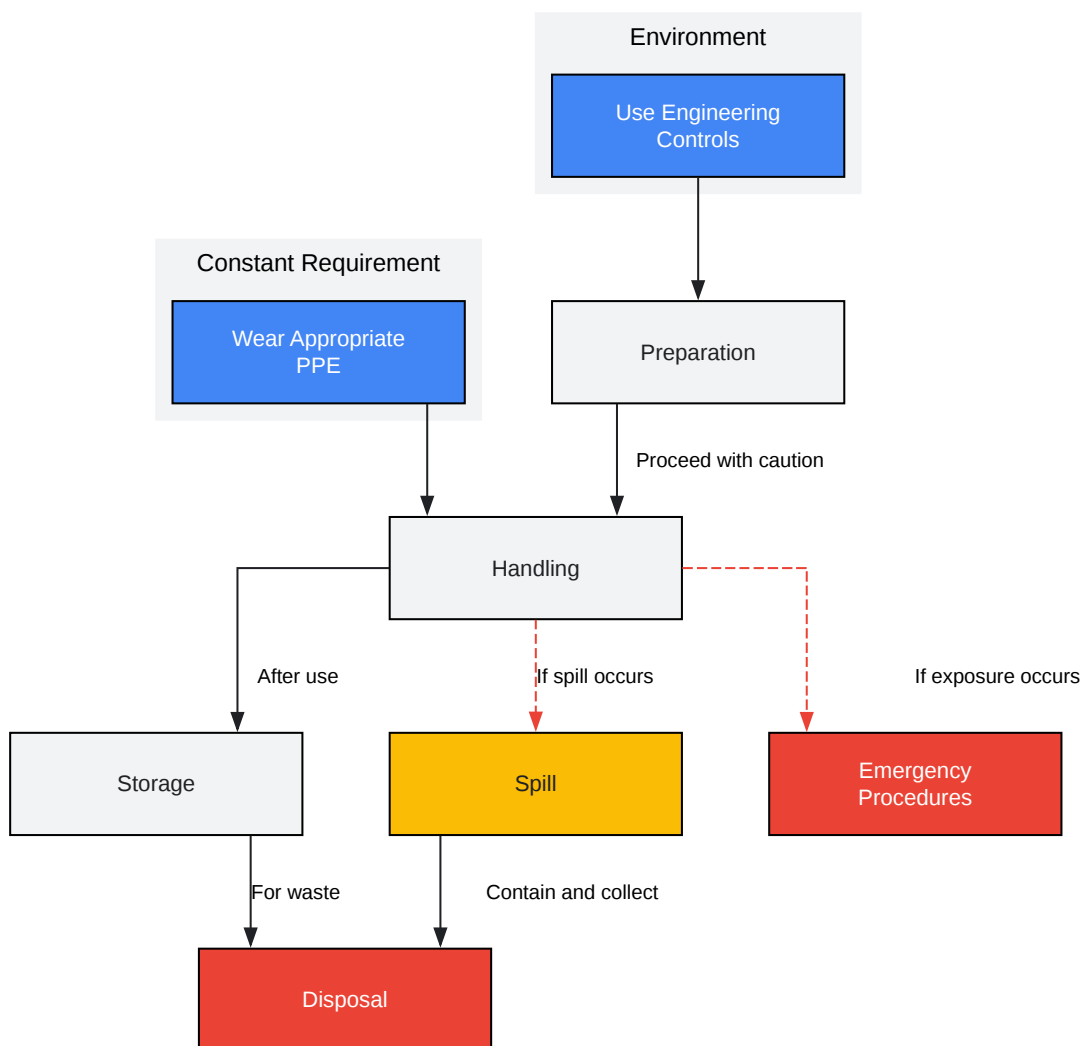 Environment
Use Engineering
Controls
Constant Requirement
Wear Appropriate
PPE
Preparation
Proceed with caution
Handling
After use
If spill occurs
If exposure occurs
Storage
Spill
Emergency
Procedures
For waste
Contain and collect
Disposal